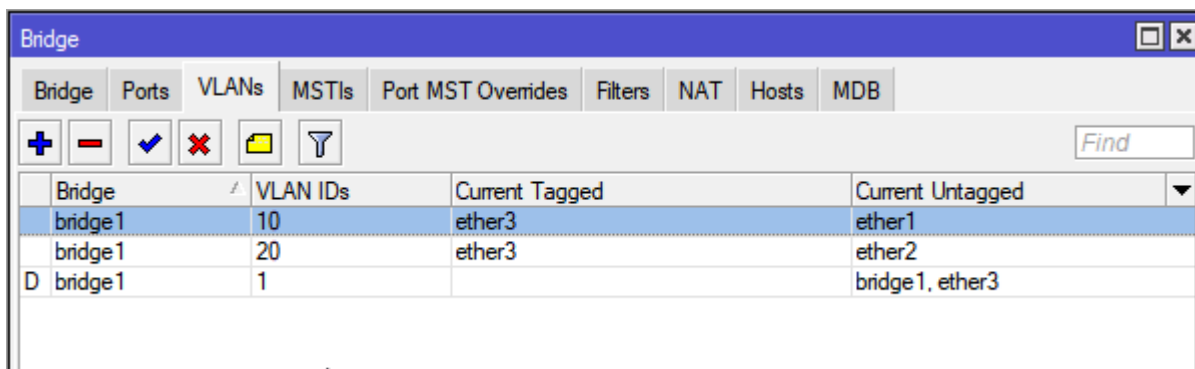 Bridge
Bridge Ports VLANs MSTIs Port MST Overrides Filters NAT Hosts MDB
Find
Bridge VLAN IDs Current Tagged Current Untagged
bridge1 10 ether3 ether1
bridge1 20 ether3 ether2
D bridge1 1 bridge1, ether3